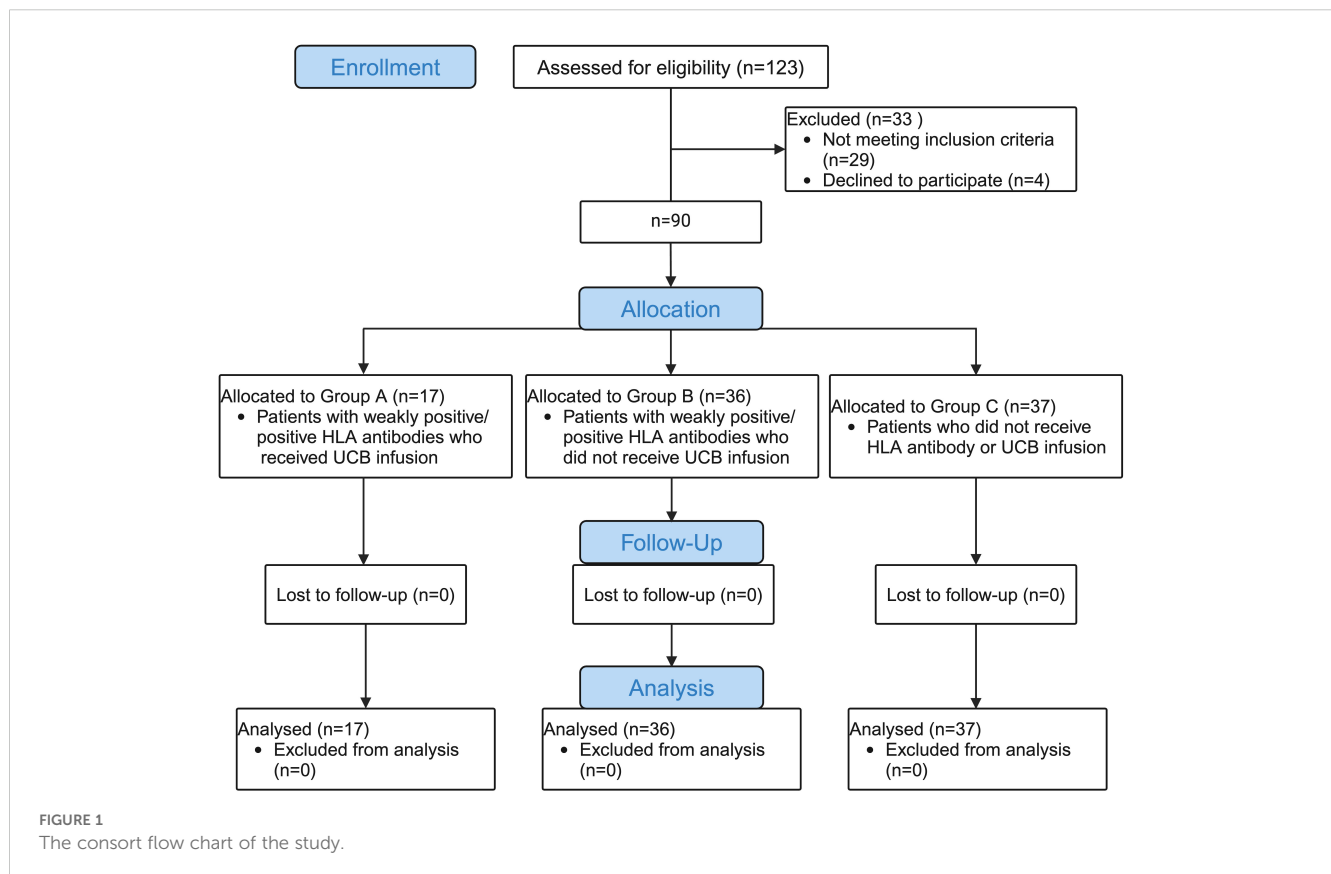 Enrollment
Assessed for eligibility (n=123)
Excluded (n=33 )
• Not meeting inclusion criteria
(n=29)
• Declined to participate (n=4)
n=90
Allocation
Allocated to Group A (n=17)
• Patients with weakly positive/
positive HLA antibodies who
received UCB infusion
Allocated to Group B (n=36)
• Patients with weakly positive/
positive HLA antibodies who
did not receive UCB infusion
Allocated to Group C (n=37)
• Patients who did not receive
HLA antibody or UCB infusion
Follow-Up
Lost to follow-up (n=0)
Lost to follow-up (n=0)
Lost to follow-up (n=0)
Analysis
Analysed (n=17)
• Excluded from analysis
(n=0)
Analysed (n=36)
• Excluded from analysis
(n=0)
Analysed (n=37)
• Excluded from analysis
(n=0)
FIGURE 1
The consort flow chart of the study.